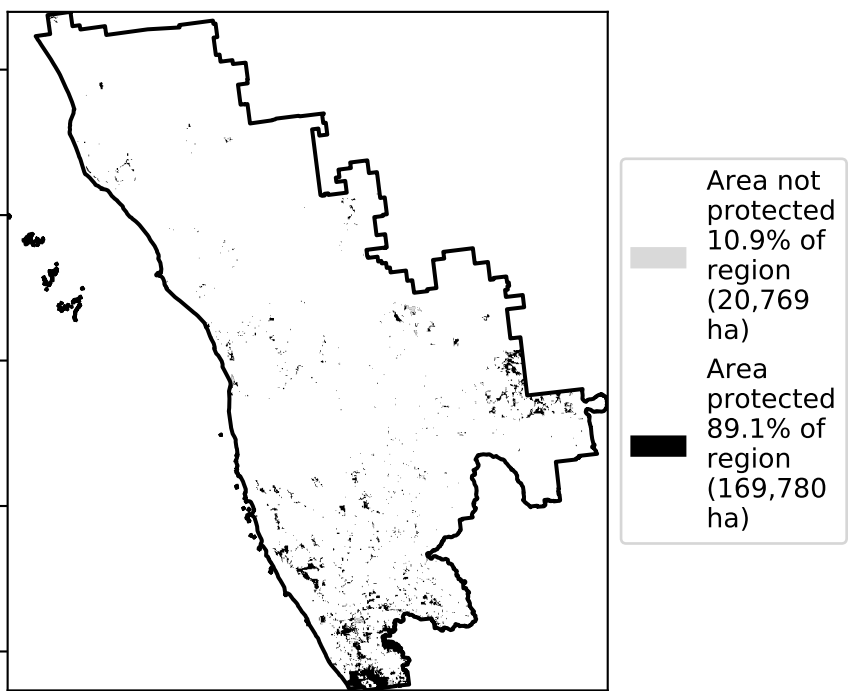 Area not
protected
10.9% of
region
(20,769
ha)
Area
protected
89.1% of
region
(169,780
ha)